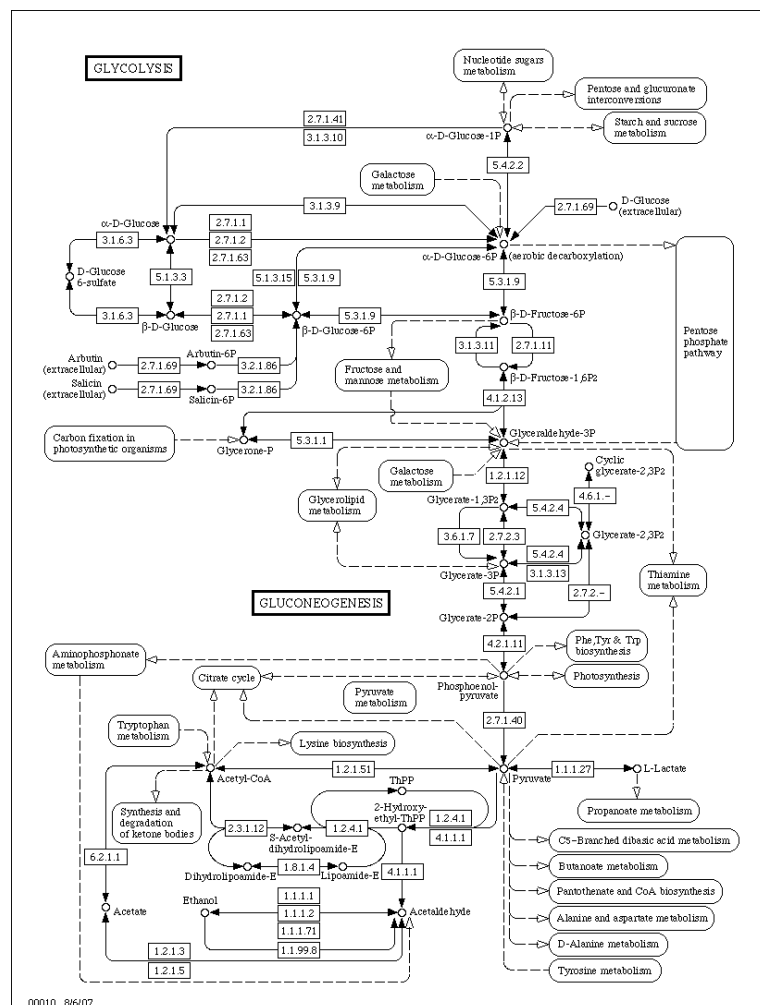 GLYCOLYSIS
Nucleotide sugars
metabolism
Pentose and glucuronate
interconversions
Starch and sucrose
metabolism
2.7.1.41
3.1.3.10
α-D-Glucose-1P
5.4.2.2
Galactose
metabolism
3.1.3.9
2.7.1.69
D-Glucose
(extracellular)
α-D-Glucose
2.7.1.1
2.7.1.2
2.7.1.63
3.1.6.3
α-D-Glucose-6P
(aerobic decarboxylation)
D-Glucose
6-sulfate
5.1.3.3
5.1.3.15
5.3.1.9
5.3.1.9
3.1.6.3
2.7.1.2
2.7.1.1
2.7.1.63
5.3.1.9
β-D-Glucose
β-D-Glucose-6P
β-D-Fructose-6P
Pentose
phosphate
pathway
3.1.3.11
2.7.1.11
Arbutin
(extracellular)
2.7.1.69
Arbutin-6P
3.2.1.86
Salicin
(extracellular)
2.7.1.69
Salicin-6P
3.2.1.86
Fructose and
mannose metabolism
β-D-Fructose-1,6P2
4.1.2.13
Carbon fixation in
photosynthetic organisms
Glycerone-P
5.3.1.1
Glyceraldehyde-3P
Galactose
metabolism
1.2.1.12
Cyclic
glycerate-2,3P2
4.6.1.-
Glycerolipid
metabolism
Glycerate-1,3P2
5.4.2.4
3.6.1.7
2.7.2.3
Glycerate-2,3P2
5.4.2.4
3.1.3.13
Glycerate-3P
Thiamine
metabolism
GLUCONEOGENESIS
5.4.2.1
2.7.2.-
Glycerate-2P
4.2.1.11
Phe,Tyr & Trp
biosynthesis
Aminophosphonate
metabolism
Citrate cycle
Photosynthesis
Phosphoenol-
pyruvate
Pyruvate
metabolism
2.7.1.40
Tryptophan
metabolism
Lysine biosynthesis
Acetyl-CoA
1.2.1.51
Pyruvate
1.1.1.27
L-Lactate
ThPP
Synthesis and
degradation
of ketone bodies
Propanoate metabolism
2-Hydroxy-
ethyl-ThPP
2.3.1.12
S-Acetyl-
dihydrolipoamide-E
1.2.4.1
1.2.4.1
4.1.1.1
C5-Branched dibasic acid metabolism
6.2.1.1
Dihydrolipoamide-E
1.8.1.4
Lipoamide-E
4.1.1.1
Butanoate metabolism
Pantothenate and CoA biosynthesis
Acetate
Ethanol
1.1.1.1
1.1.1.2
1.1.1.71
1.1.99.8
Acetaldehyde
Alanine and aspartate metabolism
D-Alanine metabolism
1.2.1.3
1.2.1.5
Tyrosine metabolism
00010 8/6/07